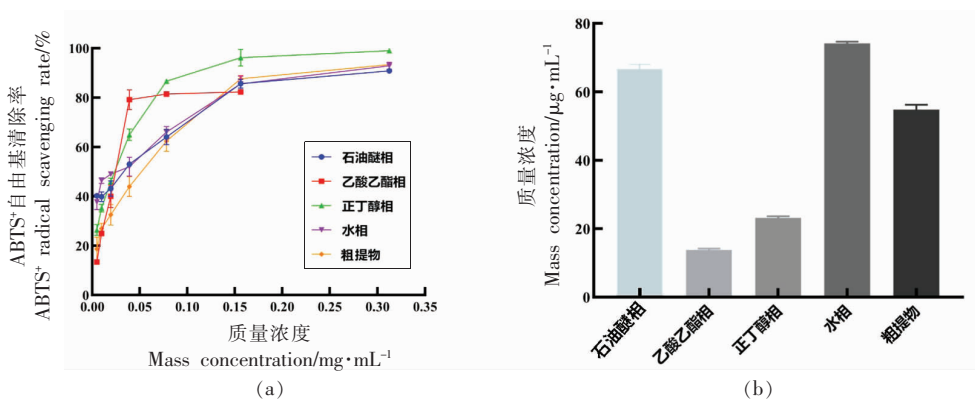 ABTS⁺自由基清除率
ABTS⁺ radical scavenging rate/%
100
80
60
40
20
0
0.00 0.05 0.10 0.15 0.20 0.25 0.30 0.35
石油醚相
乙酸乙酯相
正丁醇相
水相
粗提物
质量浓度
Mass concentration/mg·mL⁻¹
(a)
质量浓度
Mass concentration/μg·mL⁻¹
80
60
40
20
0
石油醚相 乙酸乙酯相 正丁醇相 水相 粗提物
(b)